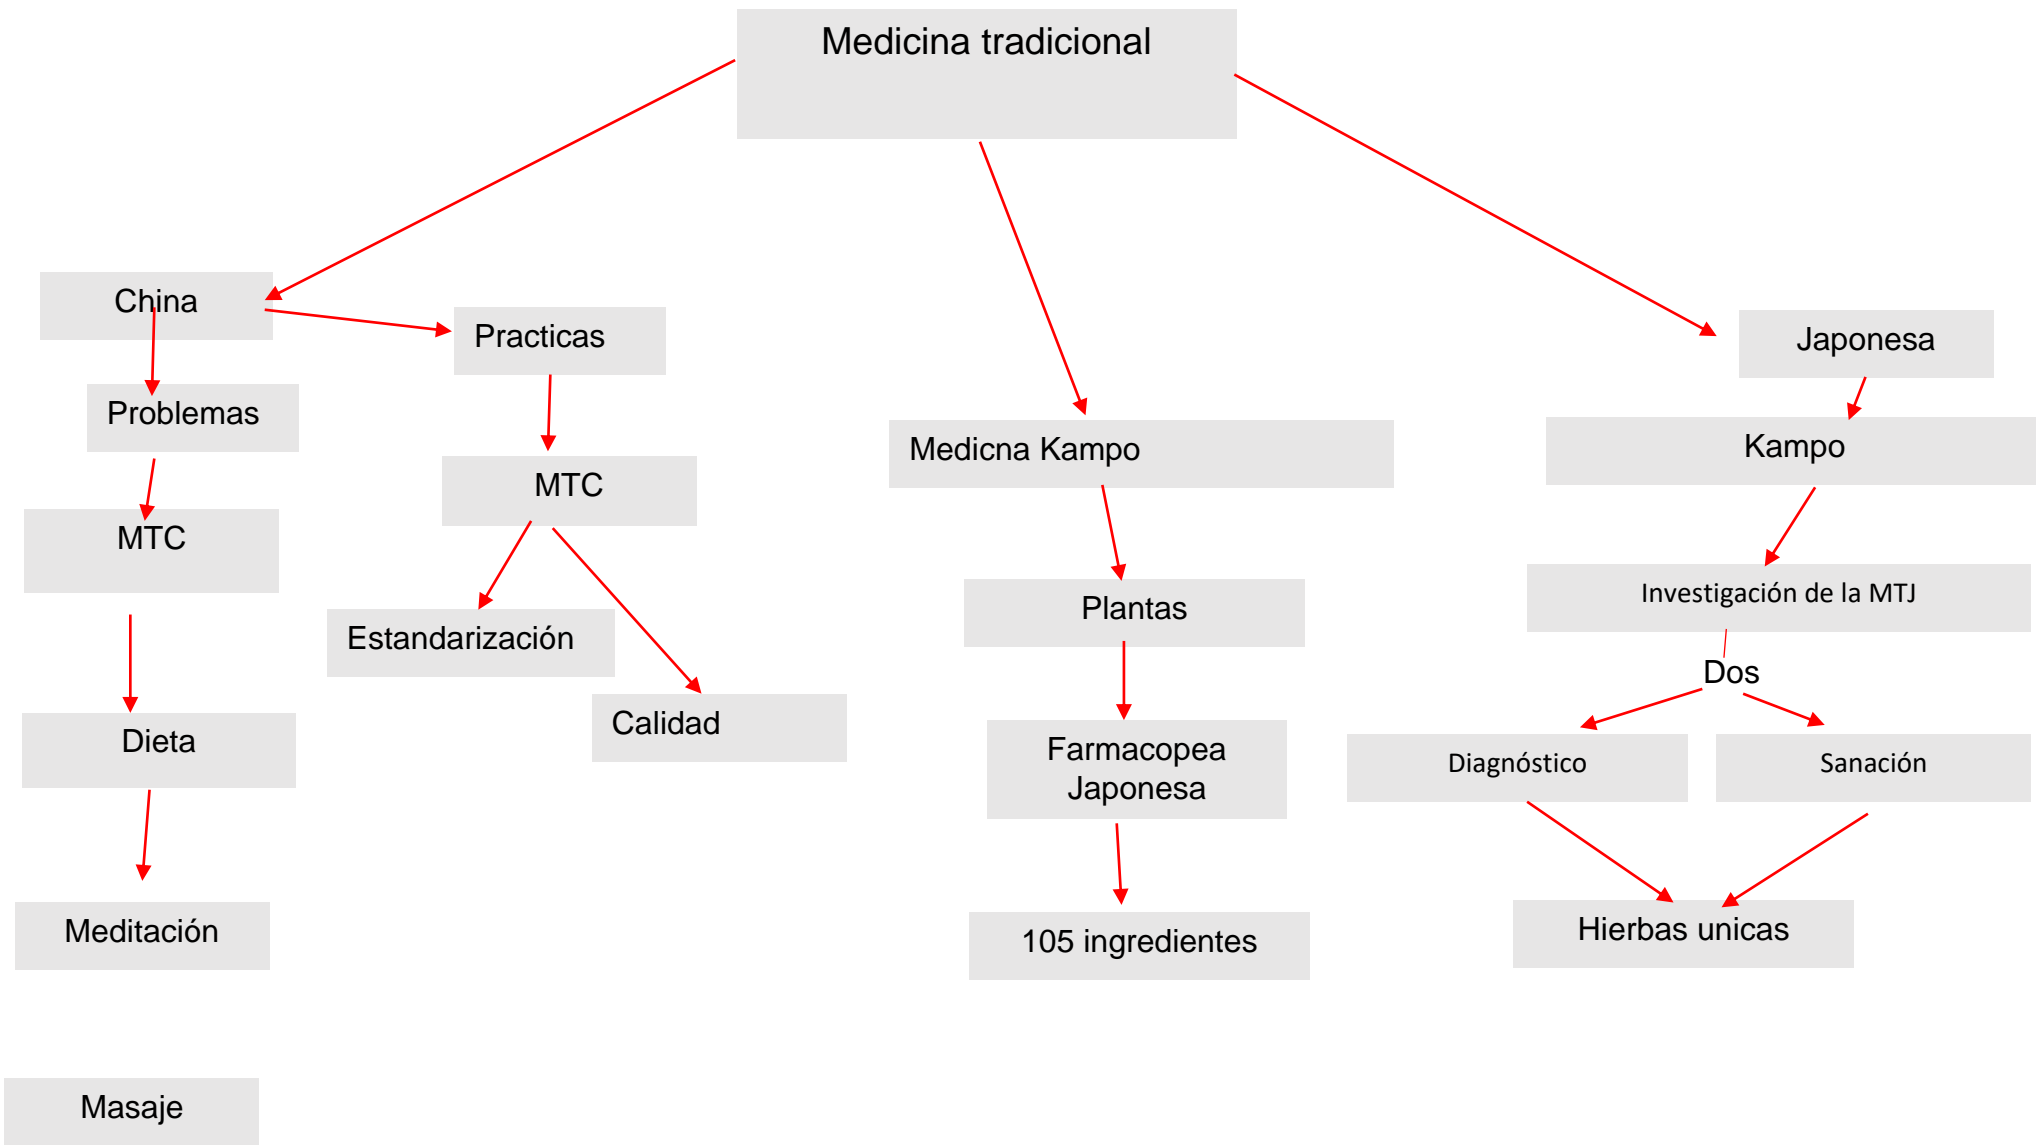 Medicina tradicional
China
Practicas
Japonesa
Problemas
Medicna Kampo
Kampo
MTC
MTC
Investigación de la MTJ
Plantas
Estandarización
Dos
Calidad
Dieta
Farmacopea
Japonesa
Diagnóstico
Sanación
Meditación
105 ingredientes
Hierbas unicas
Masaje